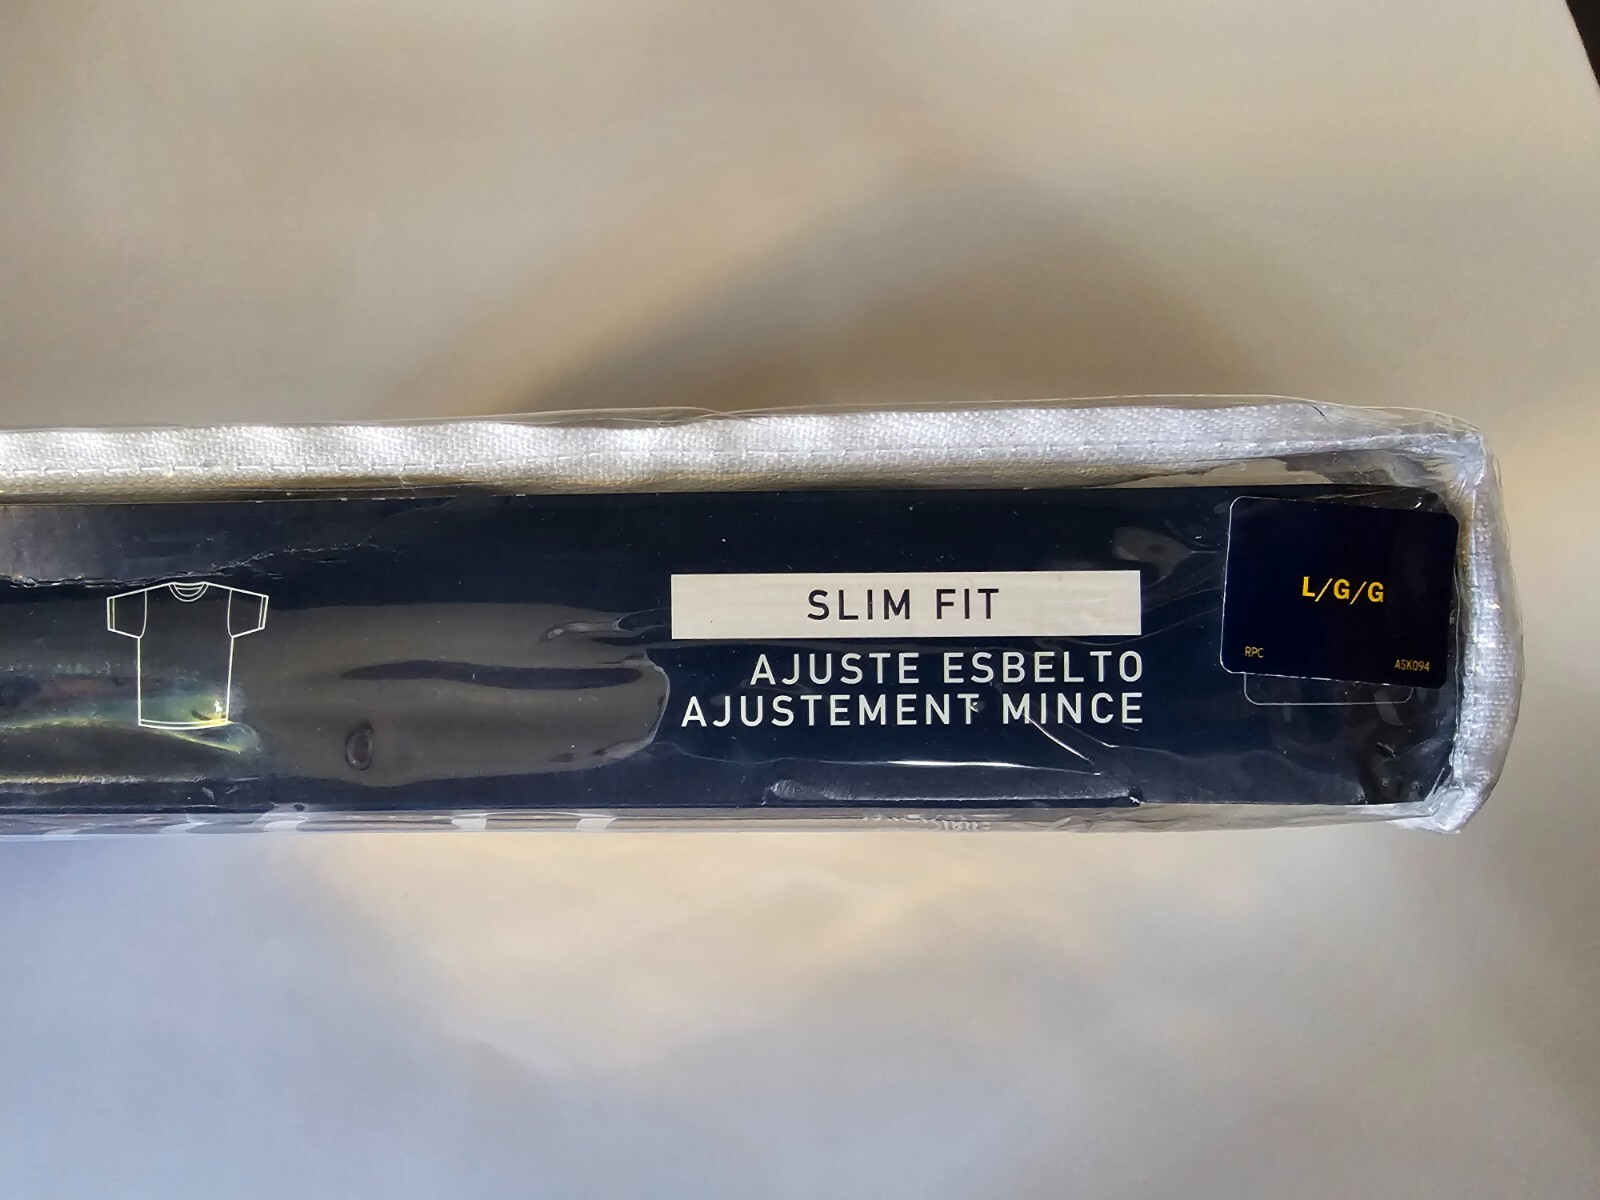 SLIM FIT
AJUSTE ESBELTO
AJUSTEMENT MINCE
L/G/G
RPC
ASK094